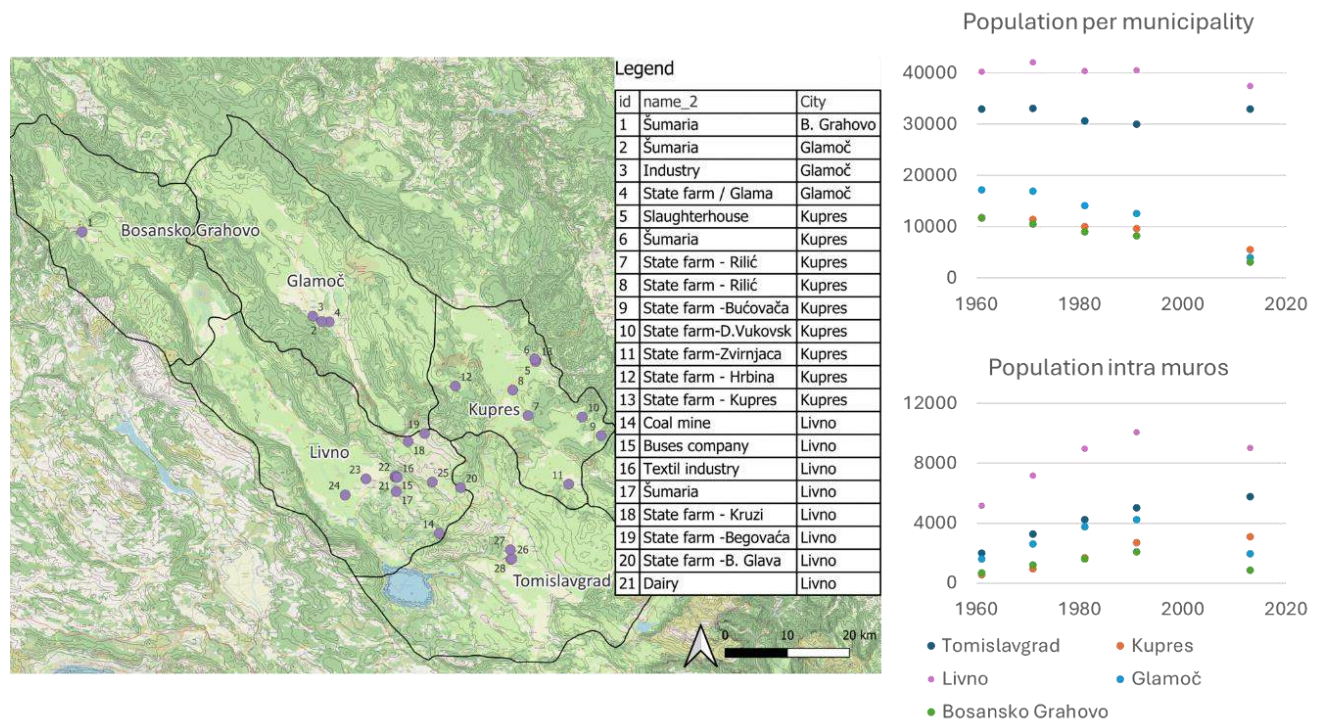 Legend
id name_2 City
1 Šumaria B. Grahovo
2 Šumaria Glamoč
3 Industry Glamoč
4 State farm / Glama Glamoč
5 Slaughterhouse Kupres
6 Šumaria Kupres
7 State farm - Rilić Kupres
8 State farm - Rilić Kupres
9 State farm -Bućovača Kupres
10 State farm-D.Vukovsk Kupres
11 State farm-Zvirnjaca Kupres
12 State farm - Hrbina Kupres
13 State farm - Kupres Kupres
14 Coal mine Livno
15 Buses company Livno
16 Textil industry Livno
17 Šumaria Livno
18 State farm - Kruzi Livno
19 State farm -Begovaća Livno
20 State farm -B. Glava Livno
21 Dairy Livno
1
Bosansko Grahovo
Glamoč
3
4
2
6
5
12
8
Kupres
7
10
9
19
18
Livno
23
22
16
25
24
21
15
20
11
17
14
27
26
28
Tomislavgrad
0 10 20 km
Population per municipality
40000
30000
20000
10000
0
1960 1980 2000 2020
Population intra muros
12000
8000
4000
0
1960 1980 2000 2020
Tomislavgrad Kupres
Livno Glamoč
Bosansko Grahovo